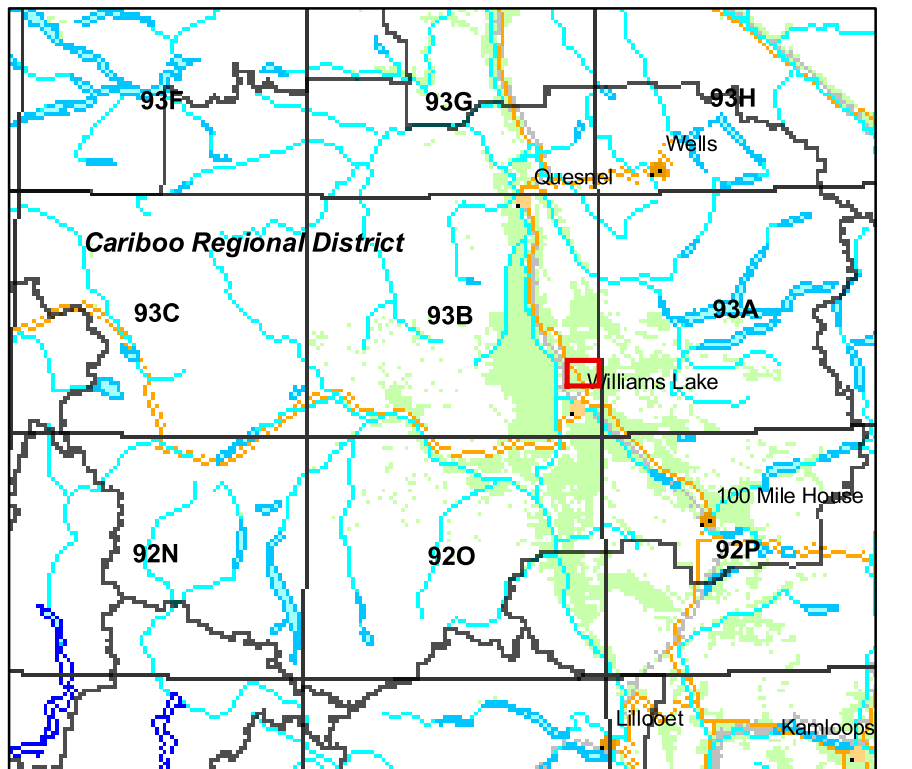 93F
93G
93H
Wells
Quesnel
Cariboo Regional District
93C
93B
93A
Williams Lake
100 Mile House
92N
92O
92P
Lillooet
Kamloops